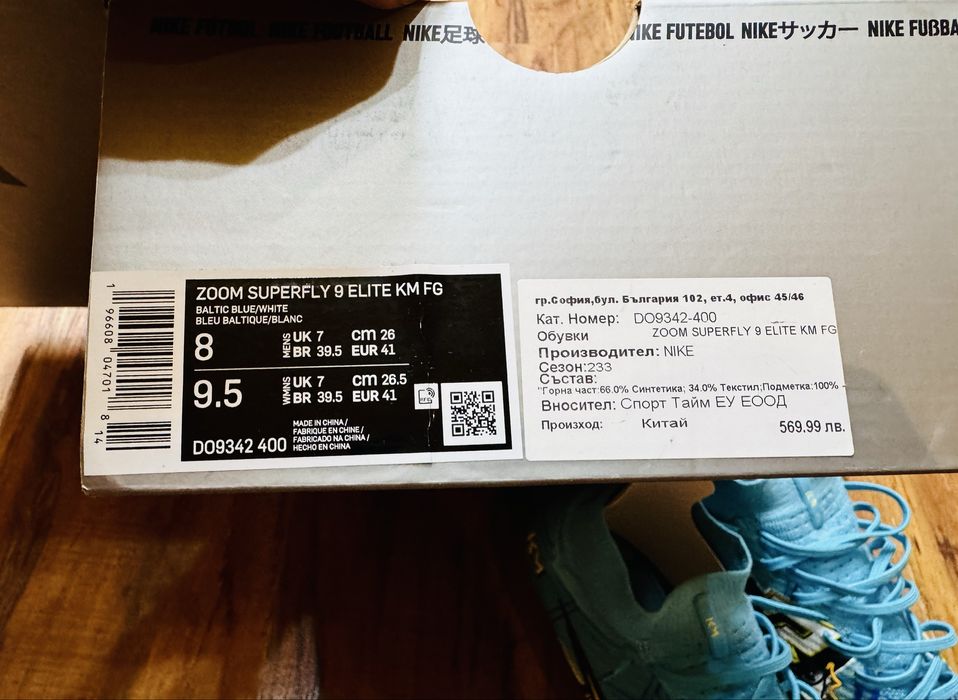 NIKE FÚTBOL NIKE FOOTBALL NIKE足球 NIKE FUTEBOL NIKEサッカー NIKE FUßBA
ZOOM SUPERFLY 9 ELITE KM FG
BALTIC BLUE/WHITE
BLEU BALTIQUE/BLANC
8 MENS UK 7 cm 26
BR 39.5 EUR 41
9.5 WMNS UK 7 cm 26.5
BR 39.5 EUR 41
DO9342 400
MADE IN CHINA /
FABRIQUE EN CHINE /
FABRICADO NA CHINA /
HECHO EN CHINA
1 96608 04701 8 14
гр.София,бул. България 102, ет.4, офис 45/46
Кат. Номер: DO9342-400
Обувки ZOOM SUPERFLY 9 ELITE KM FG
Производител: NIKE
Сезон:233
Състав:
"Горна част:66.0% Синтетика; 34.0% Текстил;Подметка:100% -
Вносител: Спорт Тайм ЕУ ЕООД
Произход: Китай 569.99 лв.
KM
KM